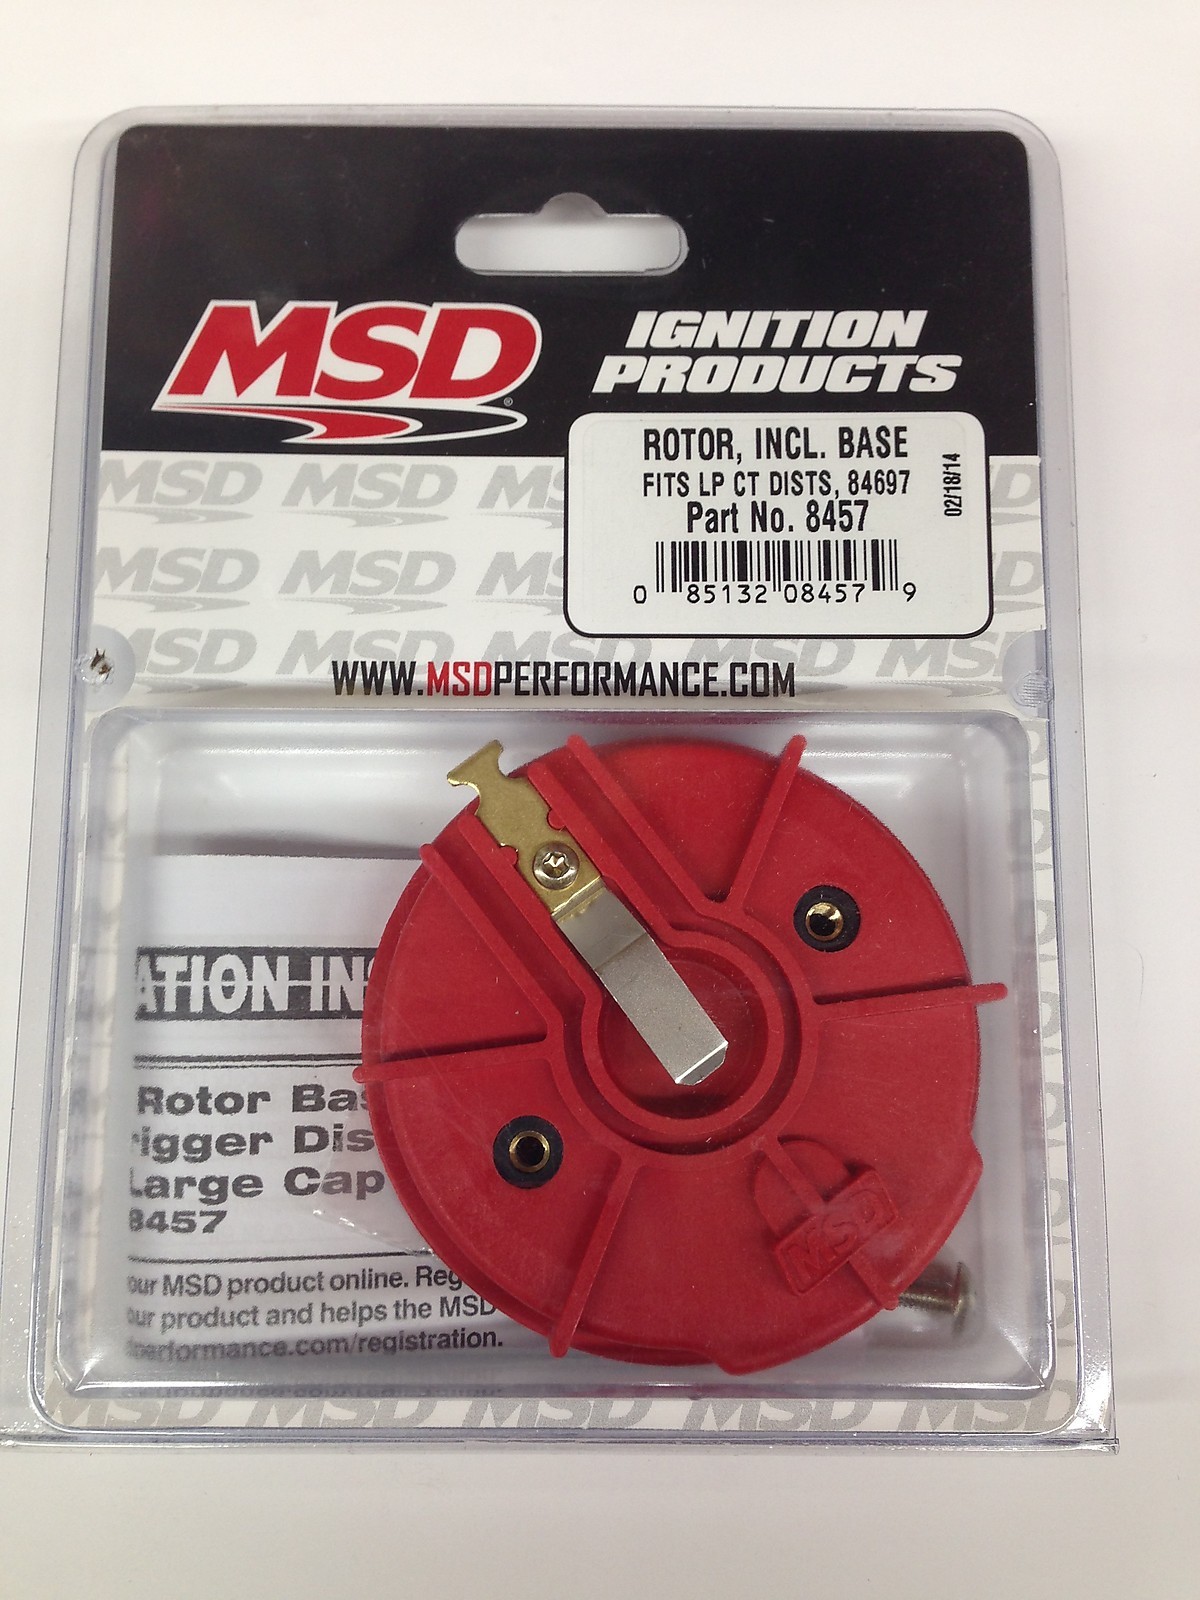 MSD
IGNITION
PRODUCTS
ROTOR, INCL. BASE
FITS LP CT DISTS, 84697
Part No. 8457
02/18/14
0 85132 08457 9
WWW.MSDPERFORMANCE.COM
ATION IN
Rotor Ba
igger Dis
Large Cap
8457
our MSD product online. Reg
our product and helps the MSD
performance.com/registration.
MSD